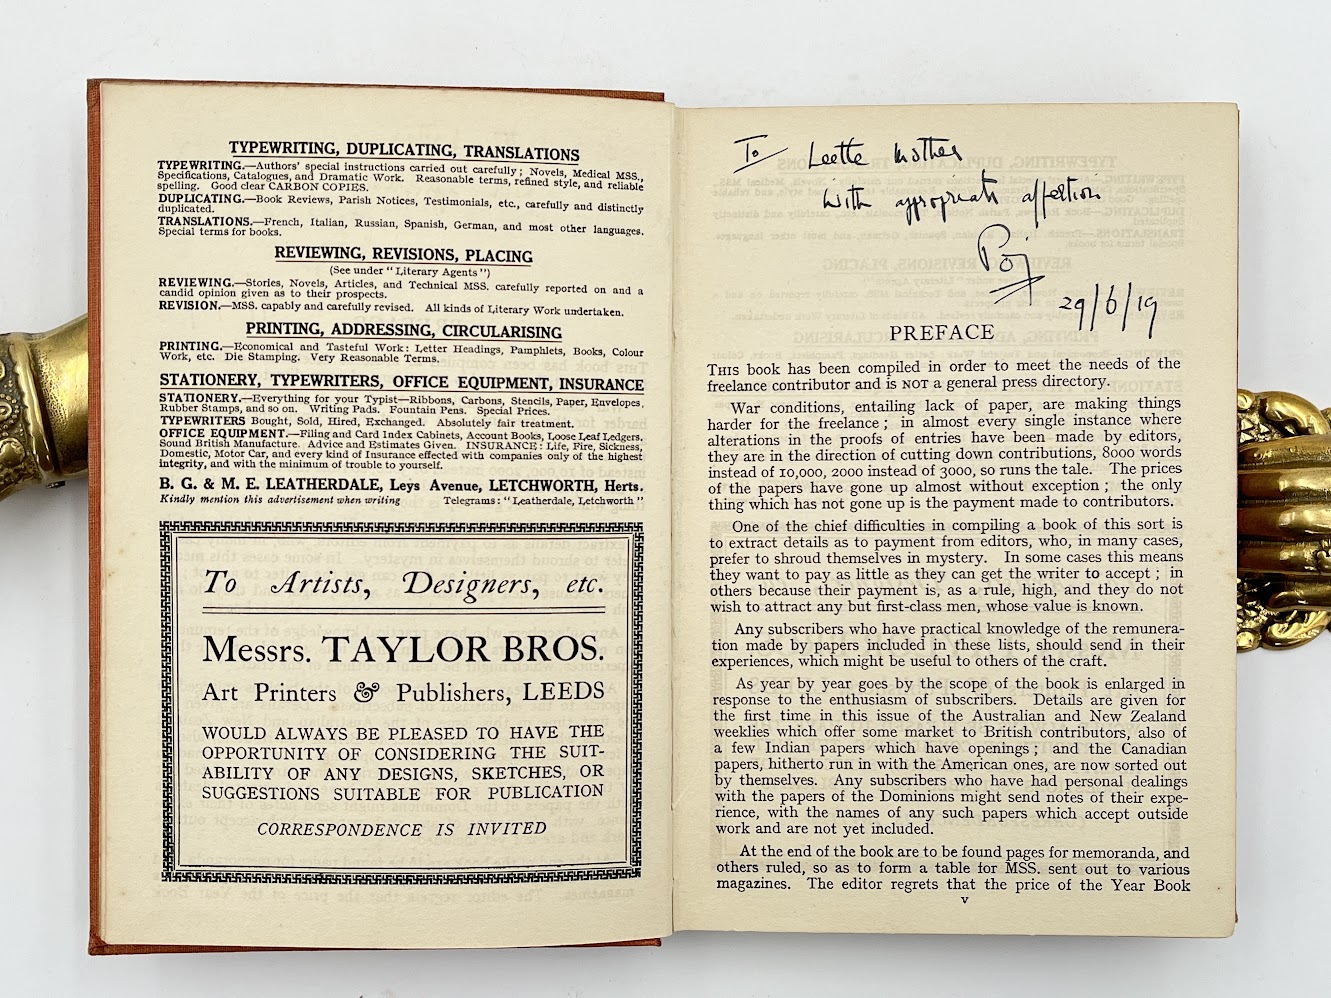 TYPEWRITING, DUPLICATING, TRANSLATIONS
TYPEWRITING.—Authors' special instructions carried out carefully; Novels, Medical MSS.,
Specifications, Catalogues, and Dramatic Work. Reasonable terms, refined style, and reliable
spelling. Good clear CARBON COPIES.
DUPLICATING.—Book Reviews, Parish Notices, Testimonials, etc., carefully and distinctly
duplicated.
TRANSLATIONS.—French, Italian, Russian, Spanish, German, and most other languages.
Special terms for books.
REVIEWING, REVISIONS, PLACING
(See under "Literary Agents")
REVIEWING.—Stories, Novels, Articles, and Technical MSS. carefully reported on and a
candid opinion given as to their prospects.
REVISION.—MSS. capably and carefully revised. All kinds of Literary Work undertaken.
PRINTING, ADDRESSING, CIRCULARISING
PRINTING.—Economical and Tasteful Work: Letter Headings, Pamphlets, Books, Colour
Work, etc. Die Stamping. Very Reasonable Terms.
STATIONERY, TYPEWRITERS, OFFICE EQUIPMENT, INSURANCE
STATIONERY.—Everything for your Typist—Ribbons, Carbons, Stencils, Paper, Envelopes,
Rubber Stamps, and so on. Writing Pads. Fountain Pens. Special Prices.
TYPEWRITERS Bought, Sold, Hired, Exchanged. Absolutely fair treatment.
OFFICE EQUIPMENT.—Filing and Card Index Cabinets, Account Books, Loose Leaf Ledgers,
Sound British Manufacture. Advice and Estimates Given. INSURANCE: Life, Fire, Sickness,
Domestic, Motor Car, and every kind of Insurance effected with companies only of the highest
integrity, and with the minimum of trouble to yourself.
B. G. & M. E. LEATHERDALE, Leys Avenue, LETCHWORTH, Herts.
Kindly mention this advertisement when writing Telegrams: "Leatherdale, Letchworth"
To Artists, Designers, etc.
Messrs. TAYLOR BROS.
Art Printers & Publishers, LEEDS
WOULD ALWAYS BE PLEASED TO HAVE THE
OPPORTUNITY OF CONSIDERING THE SUIT-
ABILITY OF ANY DESIGNS, SKETCHES, OR
SUGGESTIONS SUITABLE FOR PUBLICATION
CORRESPONDENCE IS INVITED
To Leetle Mother
with appropriate affection
29/6/19
PREFACE
THIS book has been compiled in order to meet the needs of the
freelance contributor and is NOT a general press directory.
War conditions, entailing lack of paper, are making things
harder for the freelance; in almost every single instance where
alterations in the proofs of entries have been made by editors,
they are in the direction of cutting down contributions, 8000 words
instead of 10,000, 2000 instead of 3000, so runs the tale. The prices
of the papers have gone up almost without exception; the only
thing which has not gone up is the payment made to contributors.
One of the chief difficulties in compiling a book of this sort is
to extract details as to payment from editors, who, in many cases,
prefer to shroud themselves in mystery. In some cases this means
they want to pay as little as they can get the writer to accept; in
others because their payment is, as a rule, high, and they do not
wish to attract any but first-class men, whose value is known.
Any subscribers who have practical knowledge of the remunera-
tion made by papers included in these lists, should send in their
experiences, which might be useful to others of the craft.
As year by year goes by the scope of the book is enlarged in
response to the enthusiasm of subscribers. Details are given for
the first time in this issue of the Australian and New Zealand
weeklies which offer some market to British contributors, also of
a few Indian papers which have openings; and the Canadian
papers, hitherto run in with the American ones, are now sorted out
by themselves. Any subscribers who have had personal dealings
with the papers of the Dominions might send notes of their expe-
rience, with the names of any such papers which accept outside
work and are not yet included.
At the end of the book are to be found pages for memoranda, and
others ruled, so as to form a table for MSS. sent out to various
magazines. The editor regrets that the price of the Year Book
v